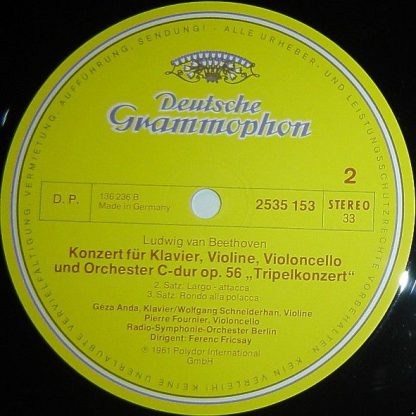 VERMIETUNG, AUFFÜHRUNG, SENDUNG! - ALLE URHEBER- UND LEISTUNGSSCHUTZRECHTE VORBEHALTEN. KEIN VERLEIH! KEINE UNERLAUBTE VERVIELFÄLTIGUNG,
Deutsche
Grammophon
2
D. P.
136 236 B
Made in Germany
2535 153
STEREO
33
Ludwig van Beethoven
Konzert für Klavier, Violine, Violoncello
und Orchester C-dur op. 56 „Tripelkonzert“
2. Satz: Largo - attacca
3. Satz: Rondo alla polacca
Géza Anda, Klavier/Wolfgang Schneiderhan, Violine
Pierre Fournier, Violoncello
Radio-Symphonie-Orchester Berlin
Dirigent: Ferenc Fricsay
℗ 1961 Polydor International
GmbH